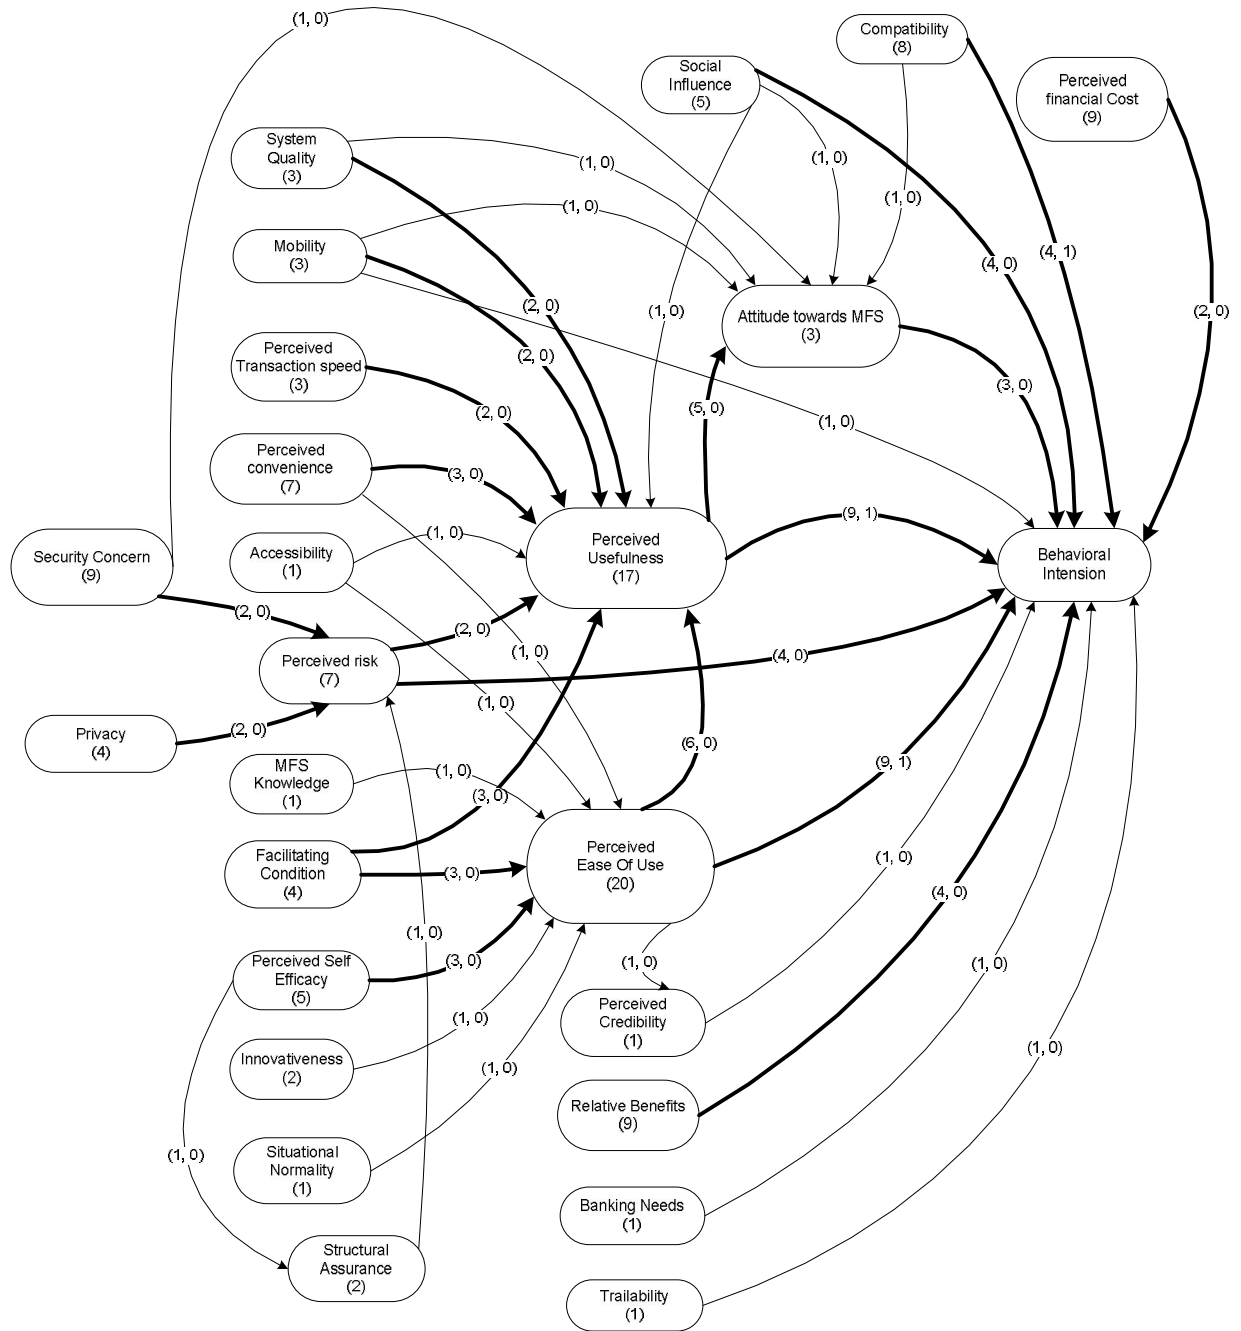 (1, 0)
Compatibility
(8)
Social
Influence
(5)
Perceived
financial Cost
(9)
System
Quality
(3)
(1, 0)
(1, 0)
(1, 0)
Mobility
(3)
(1, 0)
(4, 0)
(4, 1)
(2, 0)
(1, 0)
(2, 0)
Attitude towards MFS
(3)
Perceived
Transaction speed
(3)
(2, 0)
(3, 0)
(2, 0)
(5, 0)
(1, 0)
Perceived
convenience
(7)
(3, 0)
(9, 1)
Security Concern
(9)
Accessibility
(1)
(1, 0)
Perceived
Usefulness
(17)
Behavioral
Intension
(2, 0)
(2, 0)
Perceived risk
(7)
(1, 0)
(4, 0)
(1, 0)
Privacy
(4)
(2, 0)
(6, 0)
(9, 1)
MFS
Knowledge
(1)
(1, 0)
(3, 0)
Facilitating
Condition
(4)
(3, 0)
Perceived
Ease Of Use
(20)
(1, 0)
(4, 0)
(1, 0)
Perceived Self
Efficacy
(5)
(3, 0)
(1, 0)
(1, 0)
Perceived
Credibility
(1)
Innovativeness
(2)
(1, 0)
(1, 0)
(1, 0)
Relative Benefits
(9)
Situational
Normality
(1)
(1, 0)
Banking Needs
(1)
Structural
Assurance
(2)
Trailability
(1)